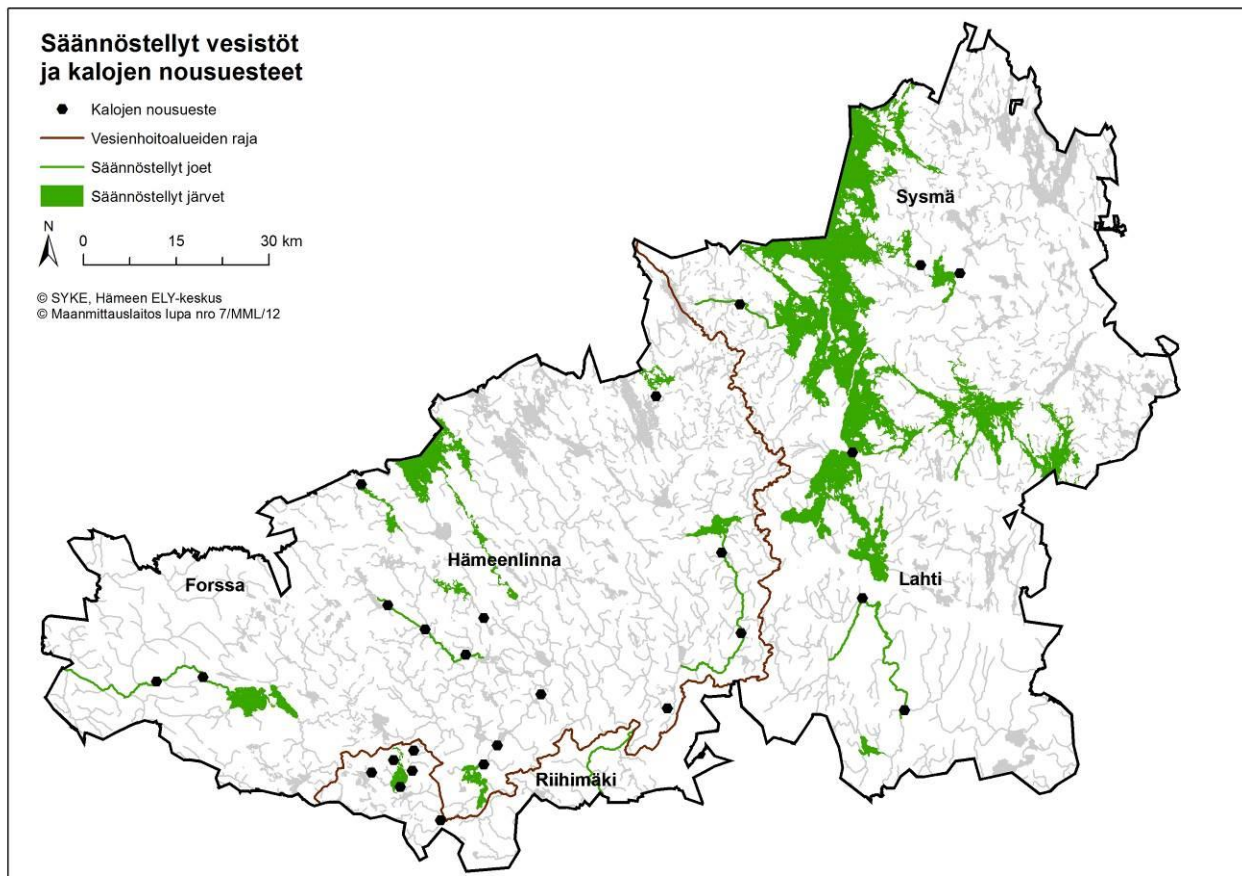 Säännöstellyt vesistöt
ja kalojen nousuesteet
Kalojen nousueste
Vesienhoitoalueiden raja
Säännöstellyt joet
Säännöstellyt järvet
N
0 15 30 km
© SYKE, Hämeen ELY-keskus
© Maanmittauslaitos lupa nro 7/MML/12
Sysmä
Hämeenlinna
Forssa
Lahti
Riihimäki